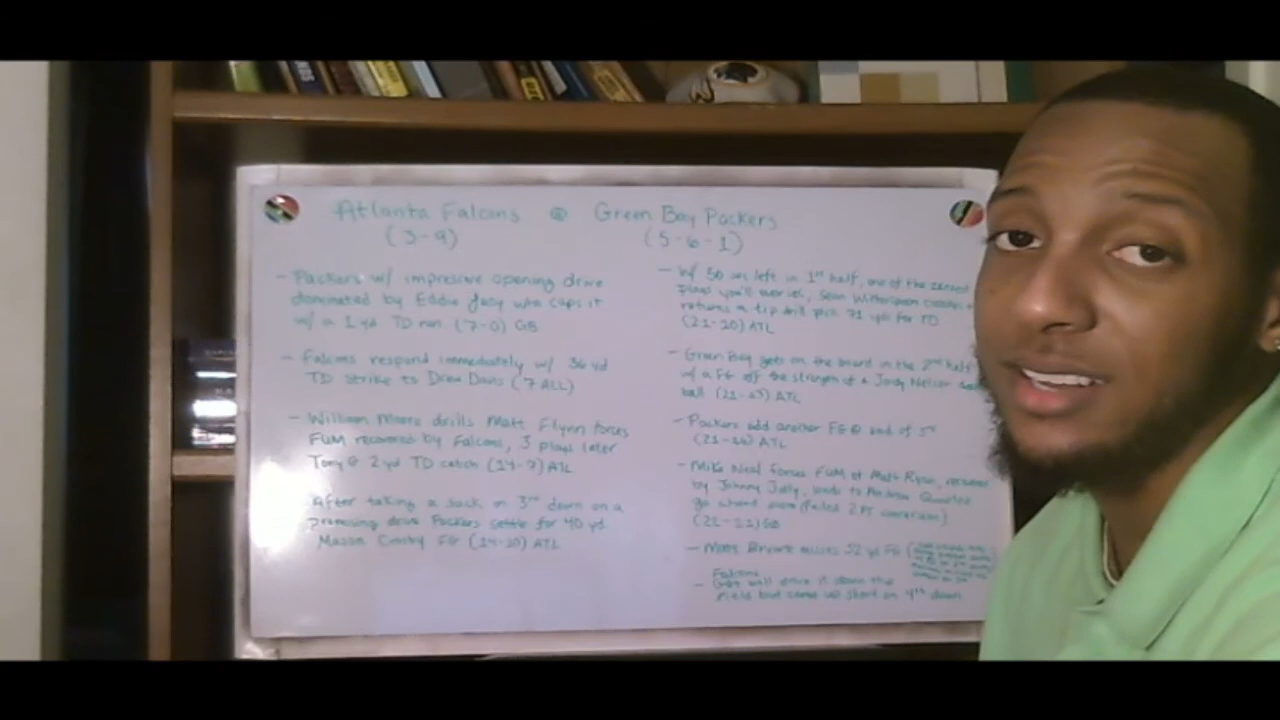 Atlanta Falcons @ Green Bay Packers
(3-9) (5-6-1)
- Packers w/ impressive opening drive
dominated by Eddie Lacy who caps it
w/ a 1 yd TD run (7-0) GB
- Falcons respond immediately w/ 36 yd
TD strike to Drew Davis (7 ALL)
- William Moore drills Matt Flynn forces
FUM recovered by Falcons, 3 plays later
Tony G 2 yd TD catch (14-7) ATL
After taking a sack on 3rd down on a
promising drive Packers settle for 40 yd
Mason Crosby FG (14-10) ATL
- W/ 50 sec left in 1st half, one of the
plays you'll ever see, Sean Witherspoon
returns a tip drill pick 71 yds for TD
(21-10) ATL
- Green Bay gets on the board in the 2nd half
w/ a FG off the strength of a Jordy Nelson
ball (21-13) ATL
- Packers add another FG @ end of 3rd
(21-16) ATL
- Mike Neal forces FUM of Matt Ryan,
by Johnny Jolly, leads to Andrew Quarless
go ahead score (failed 2 PT conversion)
(22-21) GB
- Matt Bryant misses 52 yd FG
Falcons
- will drive it down the
field but come up short on 4th down